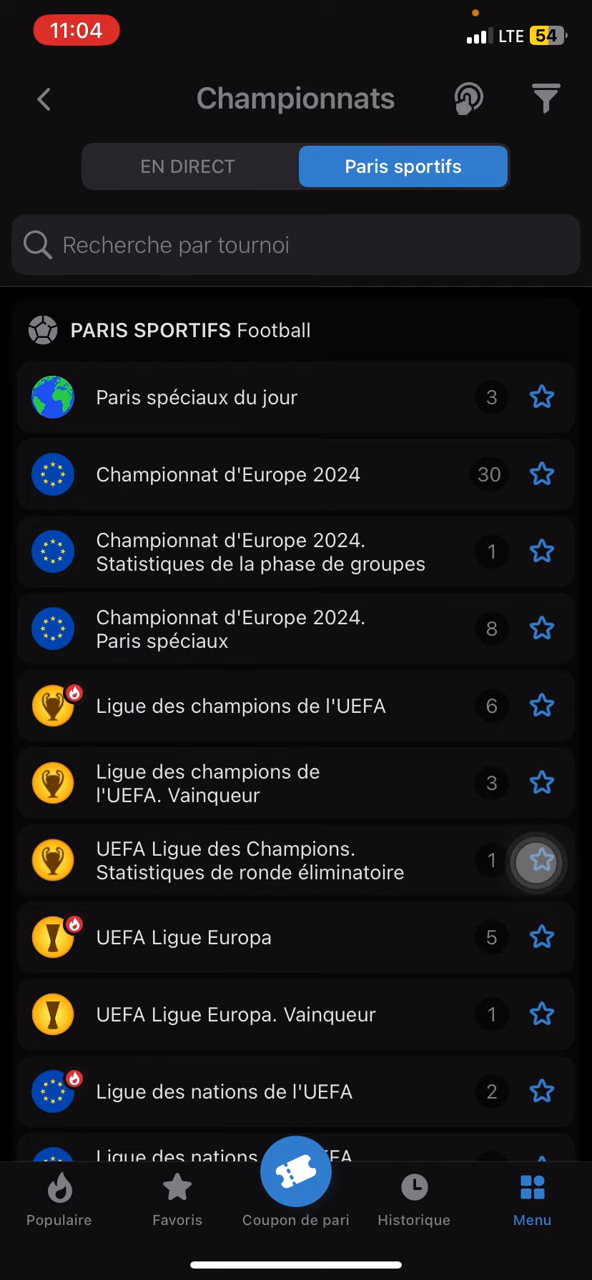 11:04
LTE 54
Championnats
EN DIRECT
Paris sportifs
Recherche par tournoi
PARIS SPORTIFS Football
Paris spéciaux du jour
3
Championnat d'Europe 2024
30
Championnat d'Europe 2024.
Statistiques de la phase de groupes
1
Championnat d'Europe 2024.
Paris spéciaux
8
Ligue des champions de l'UEFA
6
Ligue des champions de
l'UEFA. Vainqueur
3
UEFA Ligue des Champions.
Statistiques de ronde éliminatoire
1
UEFA Ligue Europa
5
UEFA Ligue Europa. Vainqueur
1
Ligue des nations de l'UEFA
2
Ligue des nations
Populaire
Favoris
Coupon de pari
Historique
Menu